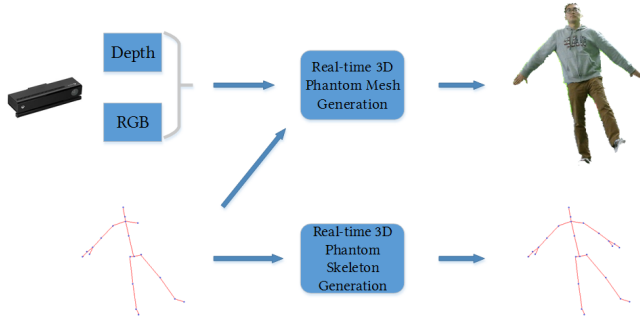 Depth
RGB
Real-time 3D
Phantom Mesh
Generation
Real-time 3D
Phantom
Skeleton
Generation